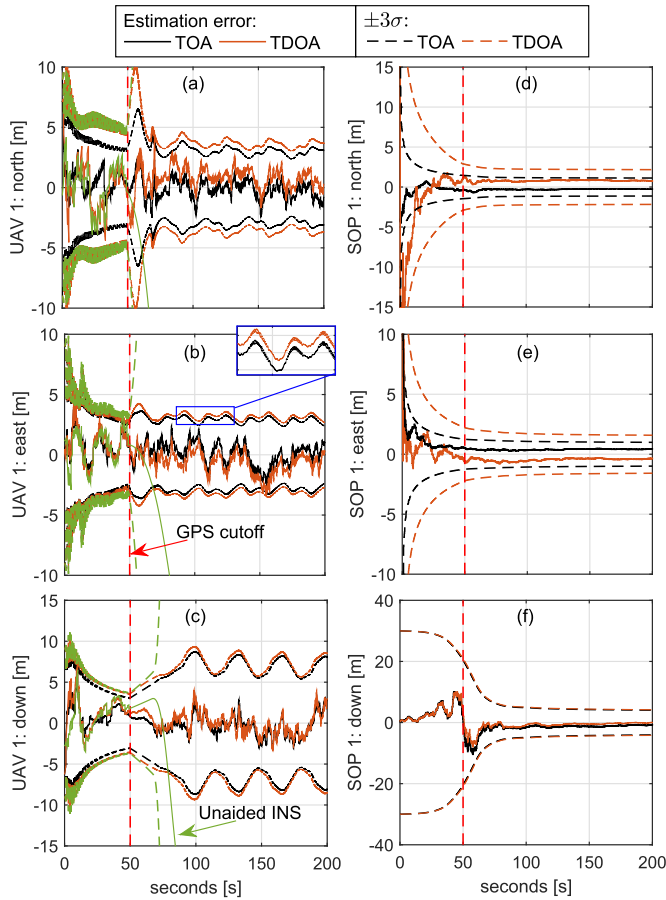 Estimation error: ±3σ:
TOA TDOA TOA TDOA
(a)
UAV 1: north [m]
10
5
0
-5
-10
(d)
SOP 1: north [m]
15
10
5
0
-5
-10
-15
(b)
UAV 1: east [m]
10
5
0
-5
-10
GPS cutoff
(e)
SOP 1: east [m]
10
5
0
-5
-10
(c)
UAV 1: down [m]
15
10
5
0
-5
-10
-15
Unaided INS
0 50 100 150 200
seconds [s]
(f)
SOP 1: down [m]
40
20
0
-20
-40
0 50 100 150 200
seconds [s]